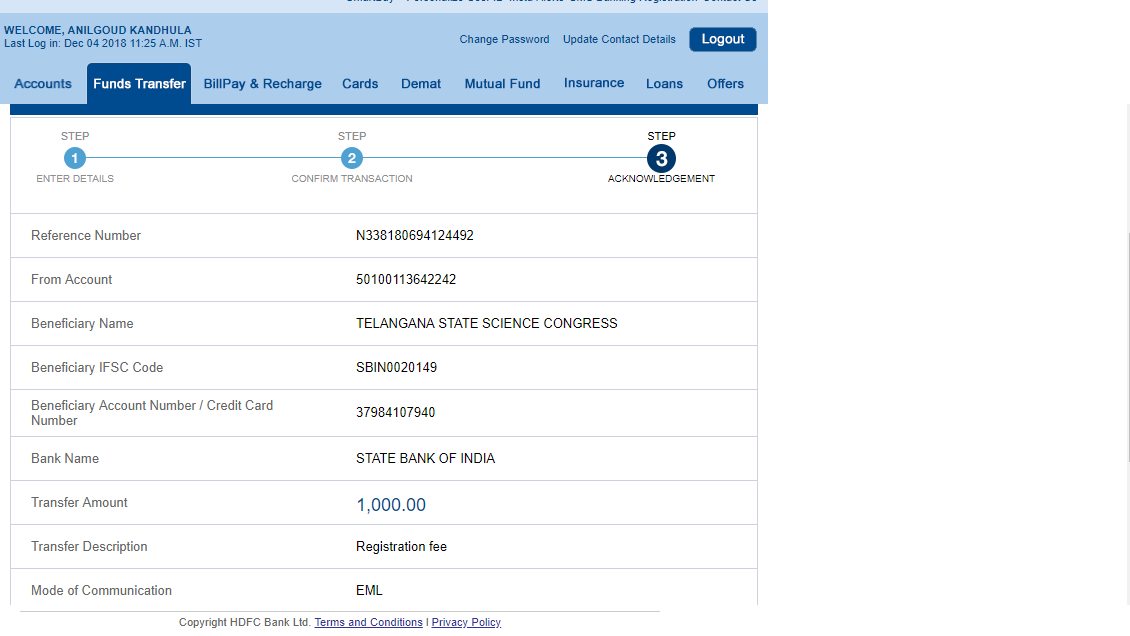 WELCOME, ANILGOUD KANDHULA
Last Log in: Dec 04 2018 11:25 A.M. IST
Change Password Update Contact Details Logout
Accounts Funds Transfer BillPay & Recharge Cards Demat Mutual Fund Insurance Loans Offers
STEP STEP STEP
1 2 3
ENTER DETAILS CONFIRM TRANSACTION ACKNOWLEDGEMENT
Reference Number N338180694124492
From Account 50100113642242
Beneficiary Name TELANGANA STATE SCIENCE CONGRESS
Beneficiary IFSC Code SBIN0020149
Beneficiary Account Number / Credit Card
Number 37984107940
Bank Name STATE BANK OF INDIA
Transfer Amount 1,000.00
Transfer Description Registration fee
Mode of Communication EML
Copyright HDFC Bank Ltd. Terms and Conditions I Privacy Policy